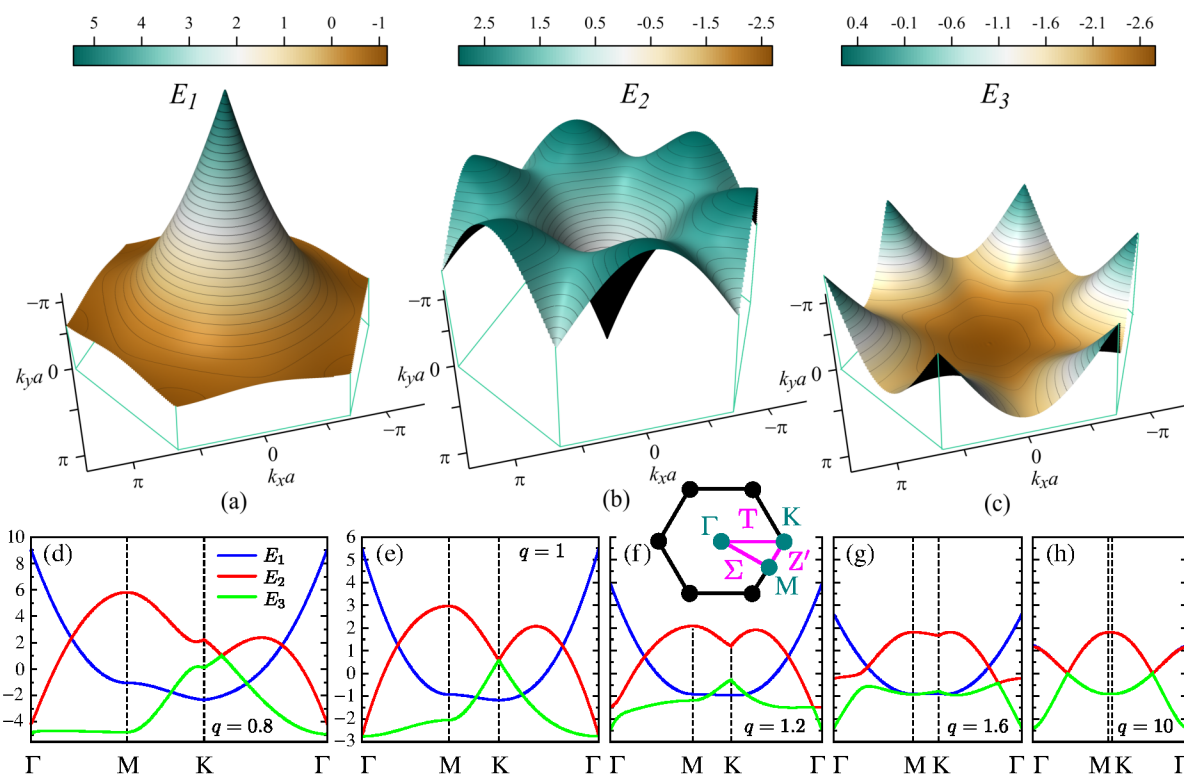 5 4 3 2 1 0 -1
2.5 1.5 0.5 -0.5 -1.5 -2.5
0.4 -0.1 -0.6 -1.1 -1.6 -2.1 -2.6
E1
E2
E3
−π
kya 0
π
π
0
−π
kxa
(a)
−π
kya 0
π
π
0
−π
kxa
(b)
−π
kya 0
π
π
0
−π
kxa
(c)
Γ
T
K
Σ
Z'
M
(d)
E1
E2
E3
q = 0.8
10
8
6
4
2
0
−2
−4
Γ M K Γ
(e)
q = 1
6
5
4
3
2
1
0
−1
−2
−3
Γ M K Γ
(f)
q = 1.2
Γ M K Γ
(g)
q = 1.6
Γ M K Γ
(h)
q = 10
Γ M K Γ